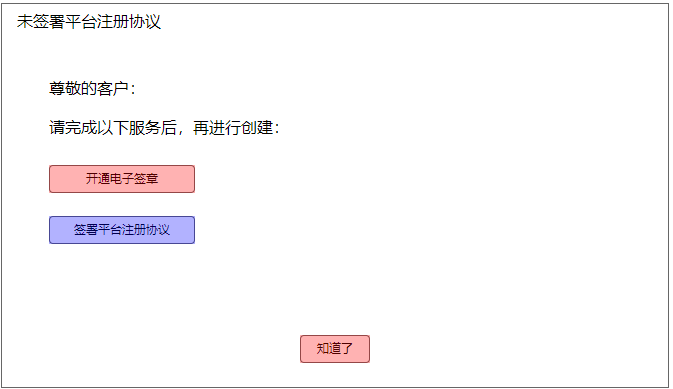 未签署平台注册协议
尊敬的客户：
请完成以下服务后，再进行创建：
开通电子签章
签署平台注册协议
知道了